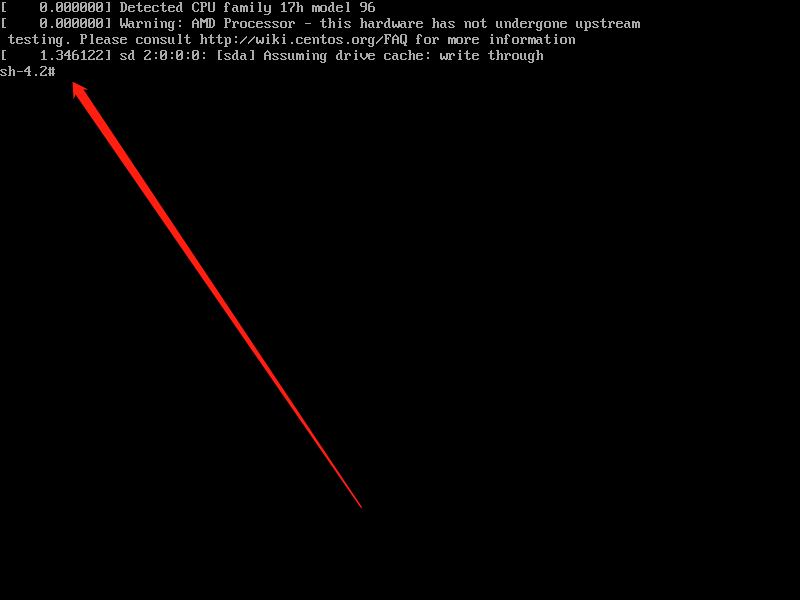 [    0.000000] Detected CPU family 17h model 96
[    0.000000] Warning: AMD Processor - this hardware has not undergone upstream
 testing. Please consult http://wiki.centos.org/FAQ for more information
[    1.346122] sd 2:0:0:0: [sda] Assuming drive cache: write through
sh-4.2#